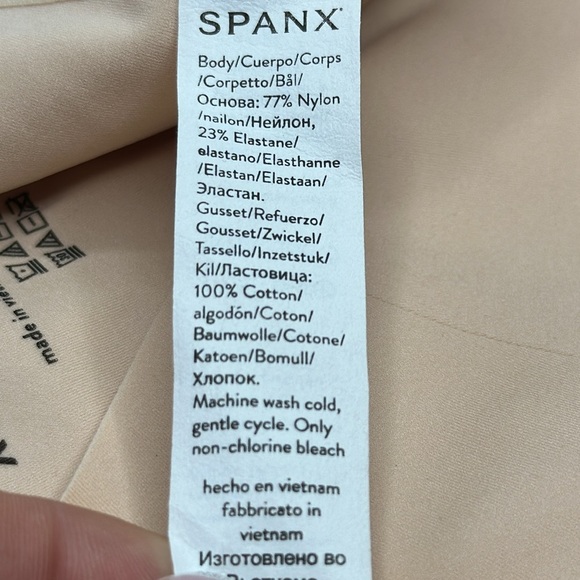 SPANX
Body/Cuerpo/Corps
/Corpetto/Bål/
Основа: 77% Nylon
/nailon/Нейлон,
23% Elastane/
elastano/Elasthanne
/Elastan/Elastaan/
Эластан.
Gusset/Refuerzo/
Gousset/Zwickel/
Tassello/Inzetstuk/
Kil/Ластовица:
100% Cotton/
algodón/Coton/
Baumwolle/Cotone/
Katoen/Bomull/
Хлопок.
Machine wash cold,
gentle cycle. Only
non-chlorine bleach
hecho en vietnam
fabbricato in
vietnam
Изготовлено во
made in